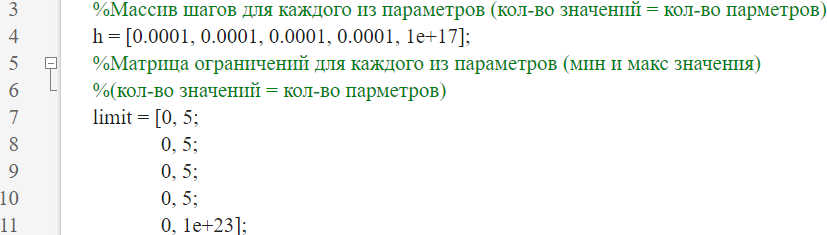 3 %Массив шагов для каждого из параметров (кол-во значений = кол-во парметров)
4 h = [0.0001, 0.0001, 0.0001, 0.0001, 1e+17];
5 %Матрица ограничений для каждого из параметров (мин и макс значения)
6 %(кол-во значений = кол-во парметров)
7 limit = [0, 5;
8 0, 5;
9 0, 5;
10 0, 5;
11 0, 1e+23];